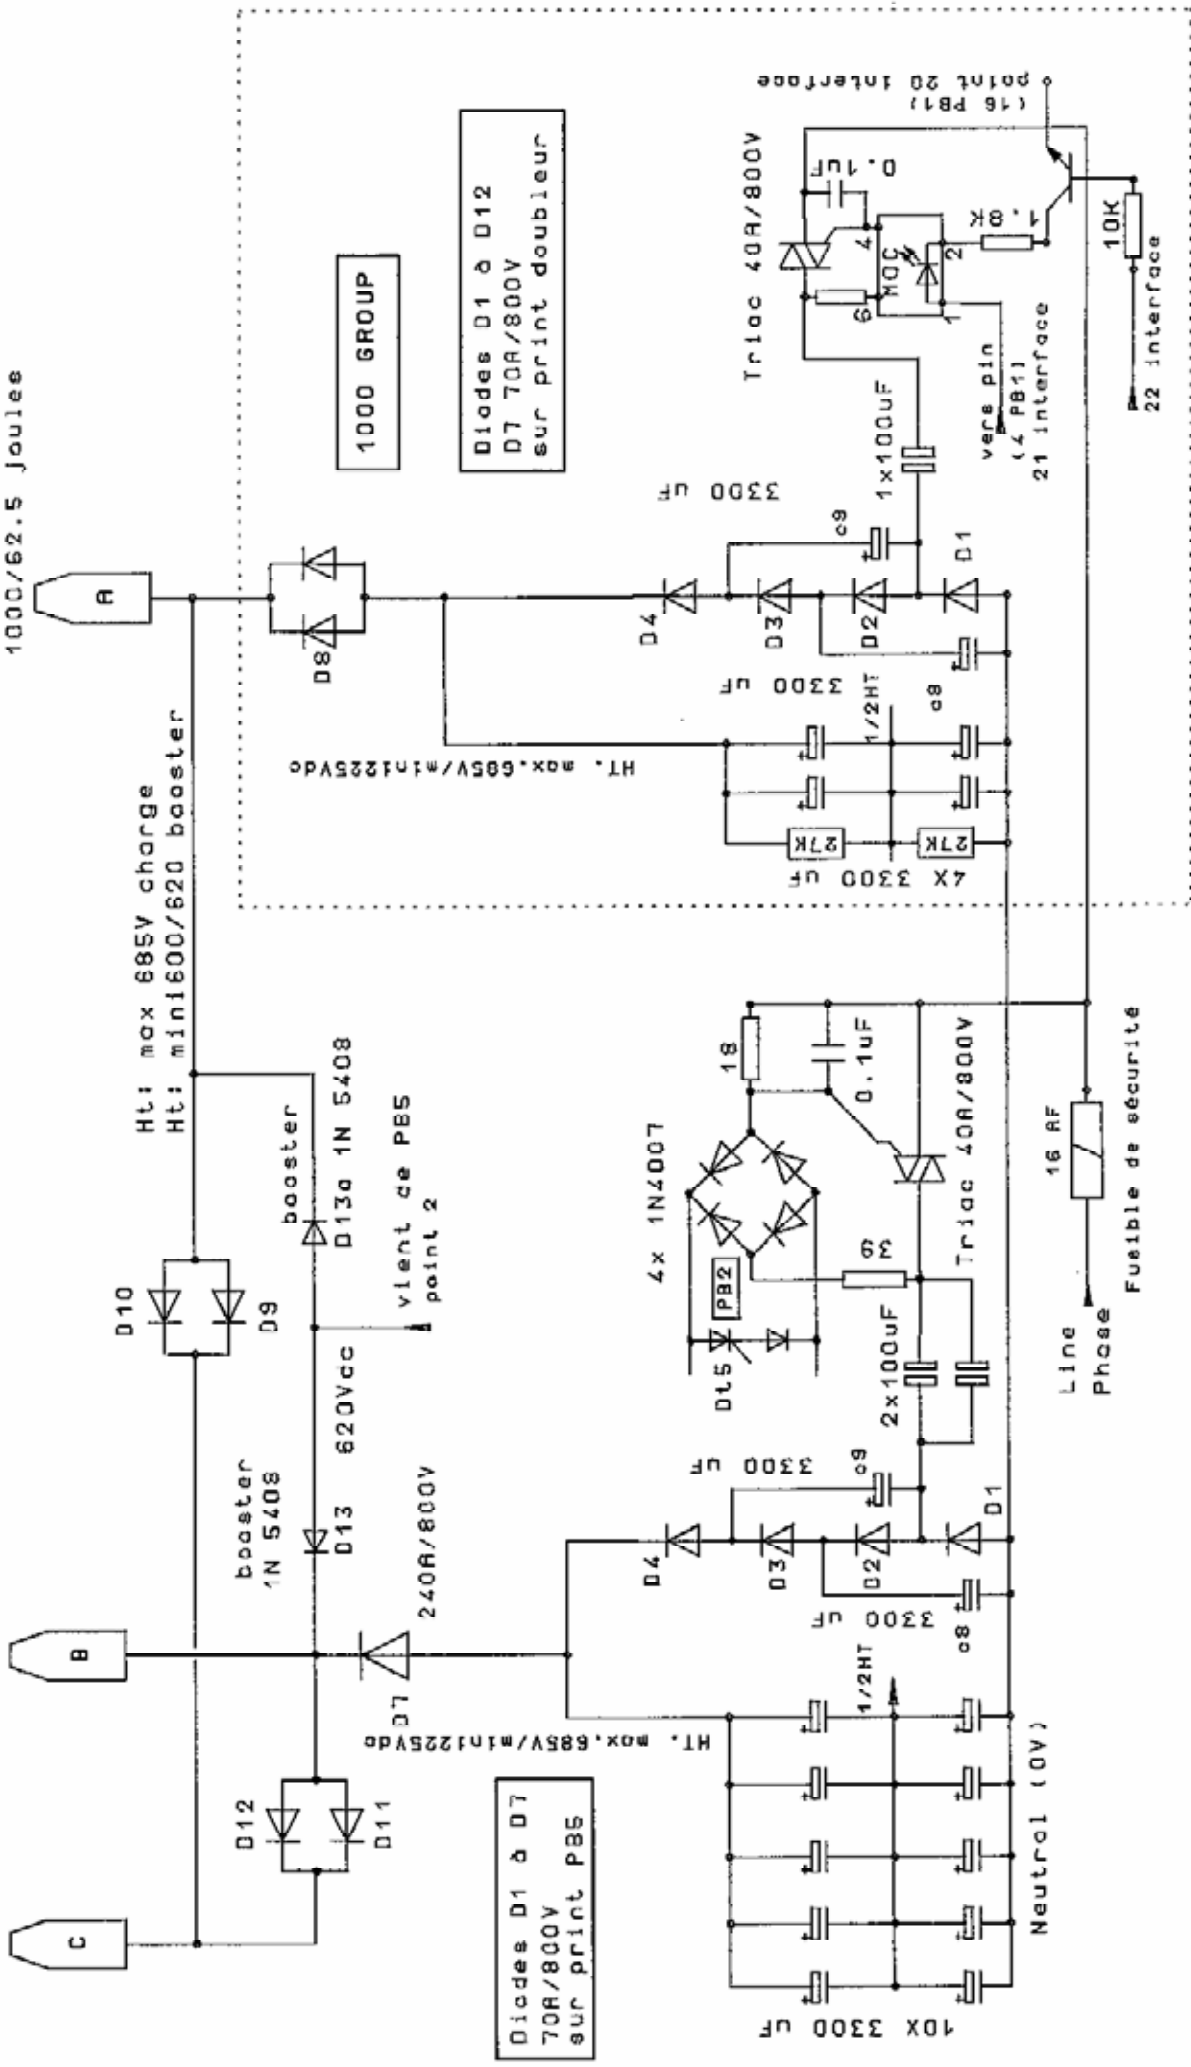 1000/62.5 joules
A
B
C
Ht: max 685V charge
Ht: mini600/620 booster
1000 GROUP
Diodes D1 à D12
D7 70A/800V
sur print doubleur
D8
HT. max.685V/min1225Vdc
D4
D3
D2
D1
3300 uF
c9
3300 uF
c8
1/2HT
27K
27K
4X 3300 uF
1x100uF
Triac 40A/800V
0.1uF
MOC
6
4
1
2
1.8K
10K
(16 PB1)
point 20 interface
vers pin
(4 PB1)
21 interface
22 interface
D10
D9
booster
D13a 1N 5408
vient de PB5
point 2
booster
1N 5408
D13
620Vcc
D12
D11
D7
240A/800V
HT. max.685V/min1225Vdc
Diodes D1 à D7
70A/800V
sur print PB5
4x 1N4007
PB2
Dt5
18
0.1uF
39
Triac 40A/800V
2x100uF
D4
D3
D2
D1
3300 uF
c9
3300 uF
c8
1/2HT
10X 3300 uF
Neutral (0V)
Line
Phase
16 AF
Fusible de sécurité